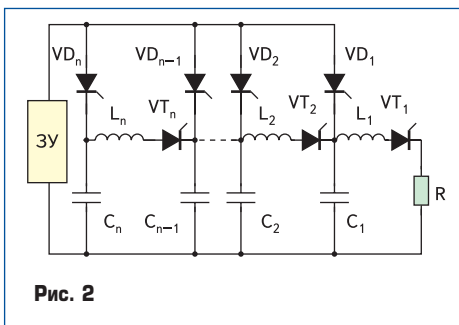 VDₙ VDₙ₋₁ VD₂ VD₁
Lₙ VTₙ L₂ VT₂ L₁ VT₁
ЗУ
R
Cₙ Cₙ₋₁ C₂ C₁
Рис. 2